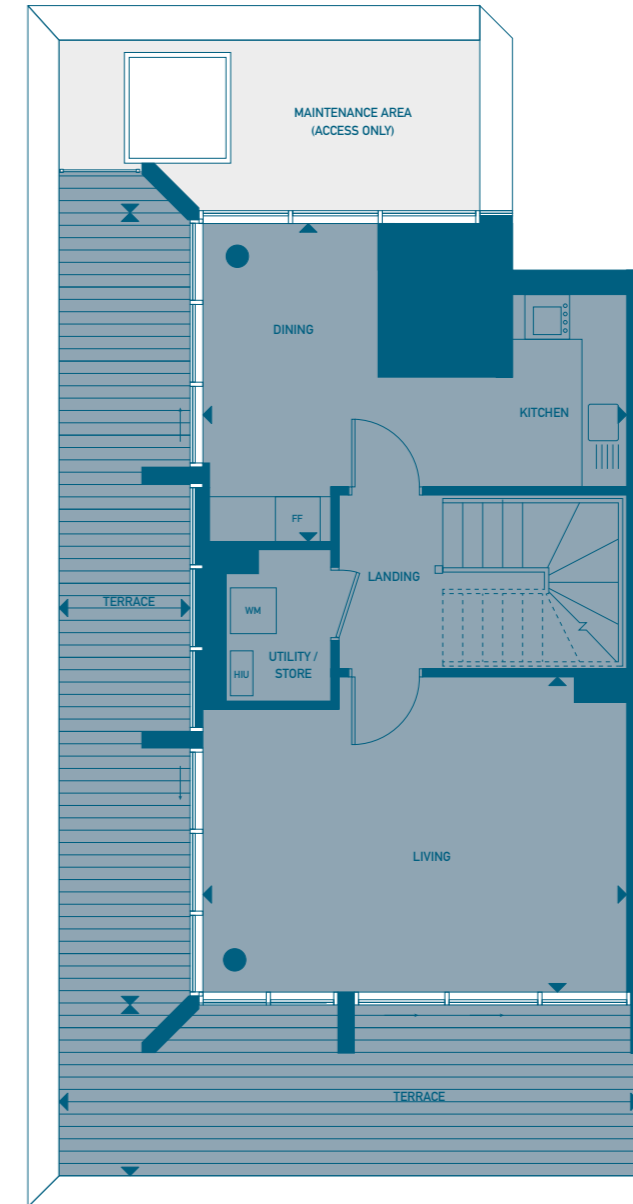 MAINTENANCE AREA
(ACCESS ONLY)
DINING
KITCHEN
FF
LANDING
TERRACE
WM
UTILITY /
STORE
HIU
LIVING
TERRACE